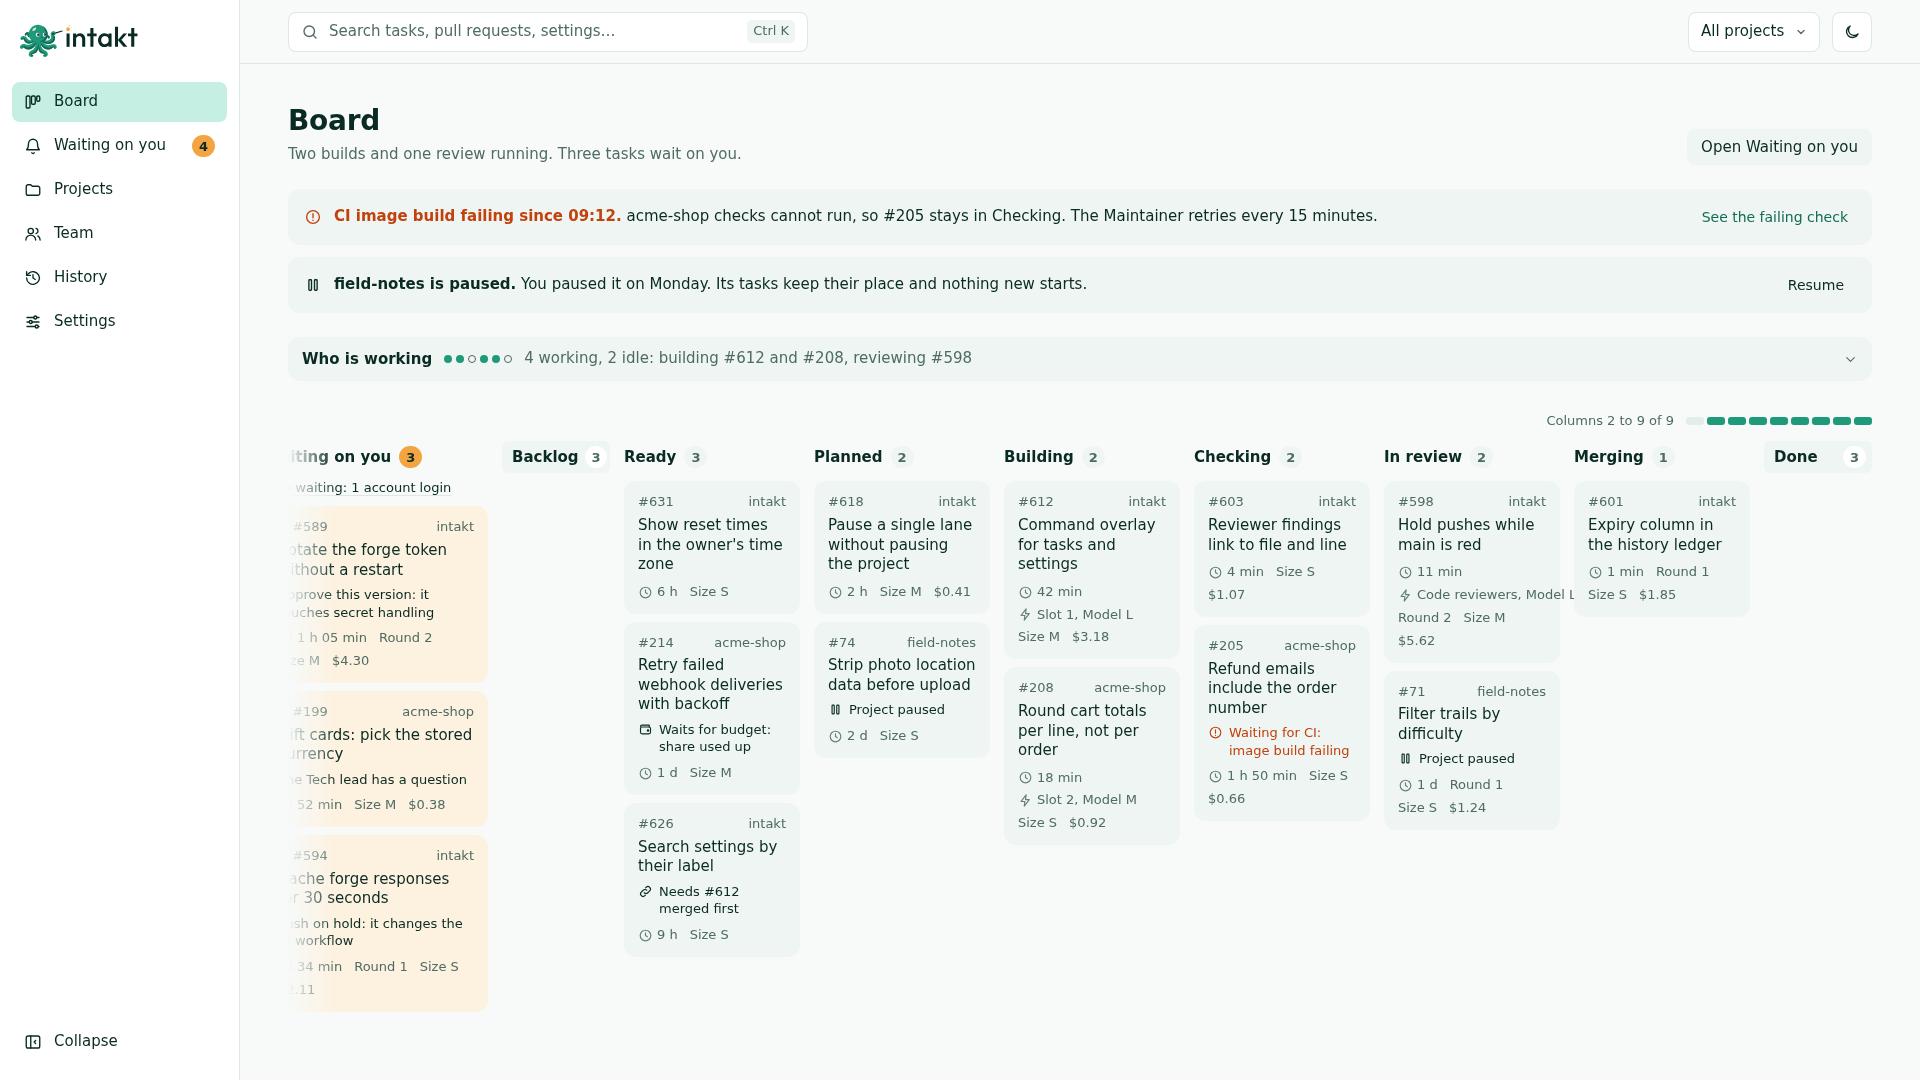 intakt
Search tasks, pull requests, settings...
Ctrl K
All projects
Board
Waiting on you 4
Projects
Team
History
Settings
Collapse
Board
Two builds and one review running. Three tasks wait on you.
Open Waiting on you
CI image build failing since 09:12. acme-shop checks cannot run, so #205 stays in Checking. The Maintainer retries every 15 minutes.
See the failing check
field-notes is paused. You paused it on Monday. Its tasks keep their place and nothing new starts.
Resume
Who is working
4 working, 2 idle: building #612 and #208, reviewing #598
Columns 2 to 9 of 9
on you 3
waiting: 1 account login
#589 intakt
the forge token
a restart
this version: it
secret handling
1 h 05 min Round 2
M $4.30
#199 acme-shop
cards: pick the stored
Tech lead has a question
52 min Size M $0.38
#594 intakt
forge responses
30 seconds
on hold: it changes the
workflow
34 min Round 1 Size S
Backlog 3
Ready 3
#631 intakt
Show reset times
in the owner's time
zone
6 h Size S
#214 acme-shop
Retry failed
webhook deliveries
with backoff
Waits for budget:
share used up
1 d Size M
#626 intakt
Search settings by
their label
Needs #612
merged first
9 h Size S
Planned 2
#618 intakt
Pause a single lane
without pausing
the project
2 h Size M $0.41
#74 field-notes
Strip photo location
data before upload
Project paused
2 d Size S
Building 2
#612 intakt
Command overlay
for tasks and
settings
42 min
Slot 1, Model L
Size M $3.18
#208 acme-shop
Round cart totals
per line, not per
order
18 min
Slot 2, Model M
Size S $0.92
Checking 2
#603 intakt
Reviewer findings
link to file and line
4 min Size S
$1.07
#205 acme-shop
Refund emails
include the order
number
Waiting for CI:
image build failing
1 h 50 min Size S
$0.66
In review 2
#598 intakt
Hold pushes while
main is red
11 min
Code reviewers, Model L
Round 2 Size M
$5.62
#71 field-notes
Filter trails by
difficulty
Project paused
1 d Round 1
Size S $1.24
Merging 1
#601 intakt
Expiry column in
the history ledger
1 min Round 1
Size S $1.85
Done 3